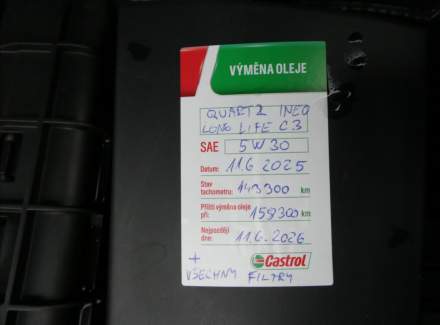 VÝMĚNA OLEJE
QUARTZ INEO
LONG LIFE C3
SAE 5W30
Datum: 11.6 2025
Stav
tachometru: 143300 km
Příští výměna oleje
při: 159300 km
Nejpozději
dne: 11.6.2026
+
Castrol
VŠECHNY FILTRY